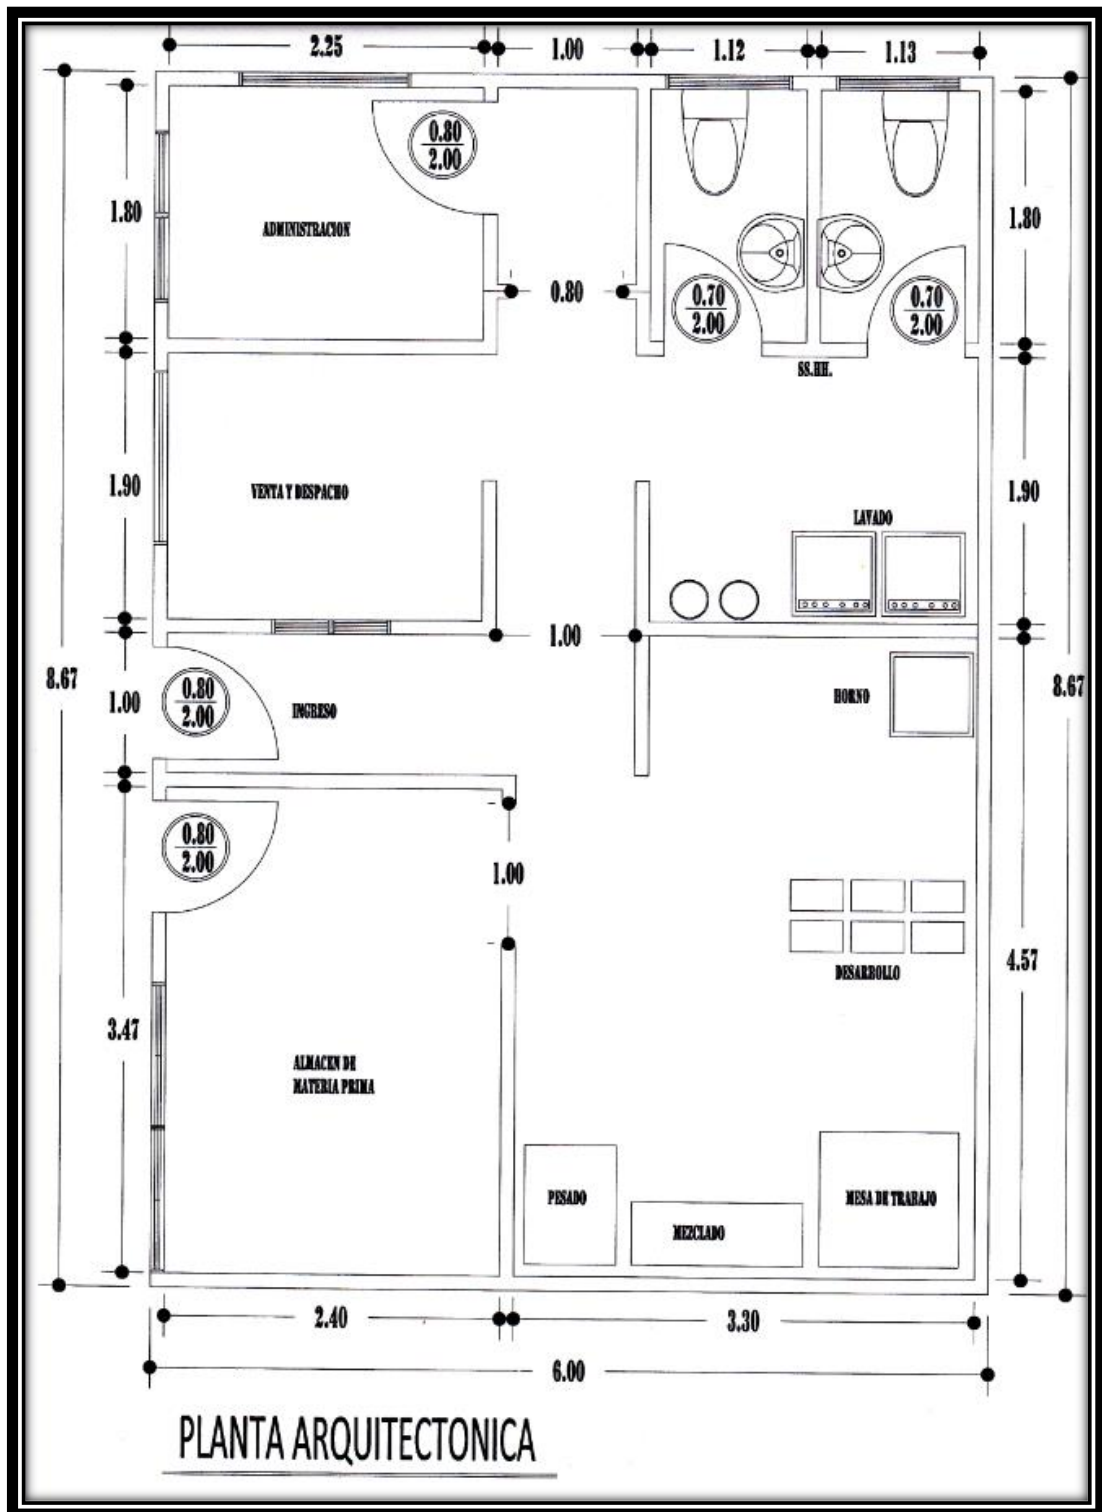 2.25
1.00
1.12
1.13
0.80
2.00
1.80
ADMINISTRACION
1.80
0.80
0.70
2.00
0.70
2.00
SS.HH.
1.90
VENTA Y DESPACHO
1.90
LAVADO
1.00
8.67
8.67
0.80
2.00
1.00
INGRESO
HORNO
0.80
2.00
1.00
4.57
DESARROLLO
3.47
ALMACEN DE
MATERIA PRIMA
PESADO
MEZCLADO
MESA DE TRABAJO
2.40
3.30
6.00
PLANTA ARQUITECTONICA